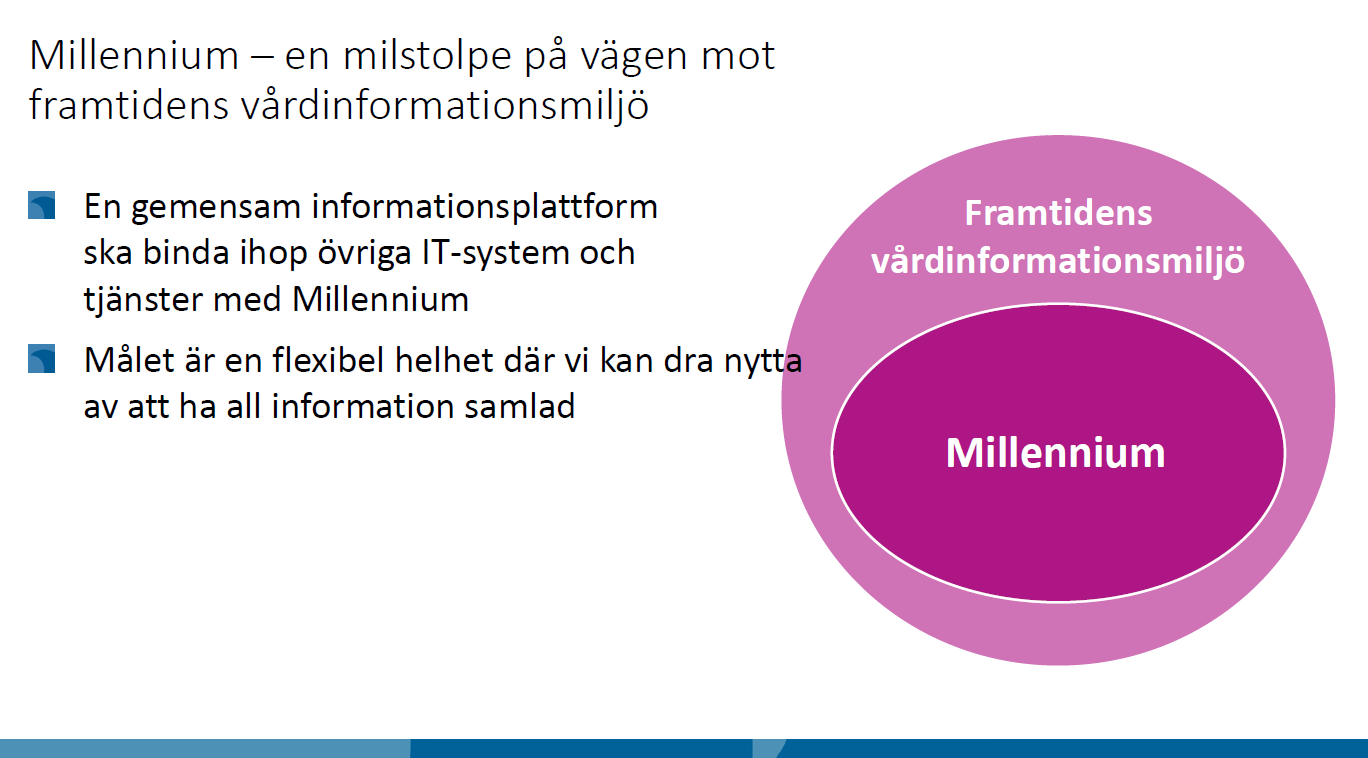 Millennium – en milstolpe på vägen mot
framtidens vårdinformationsmiljö
En gemensam informationsplattform
ska binda ihop övriga IT-system och
tjänster med Millennium
Målet är en flexibel helhet där vi kan dra nytta
av att ha all information samlad
Framtidens
vårdinformationsmiljö
Millennium